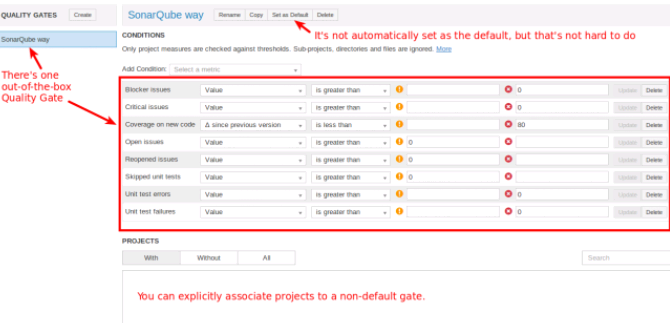 QUALITY GATES Create
SonarQube way Rename Copy Set as Default Delete
SonarQube way
It's not automatically set as the default, but that's not hard to do
CONDITIONS
Only project measures are checked against thresholds. Sub-projects, directories and files are ignored. More
There's one
out-of-the-box
Quality Gate
Add Condition: Select a metric
Blocker issues Value is greater than 0 Update Delete
Critical issues Value is greater than 0 Update Delete
Coverage on new code Δ since previous version is less than 80 Update Delete
Open issues Value is greater than 0 Update Delete
Reopened issues Value is greater than 0 Update Delete
Skipped unit tests Value is greater than 0 Update Delete
Unit test errors Value is greater than 0 Update Delete
Unit test failures Value is greater than 0 Update Delete
PROJECTS
With Without All Search
You can explicitly associate projects to a non-default gate.